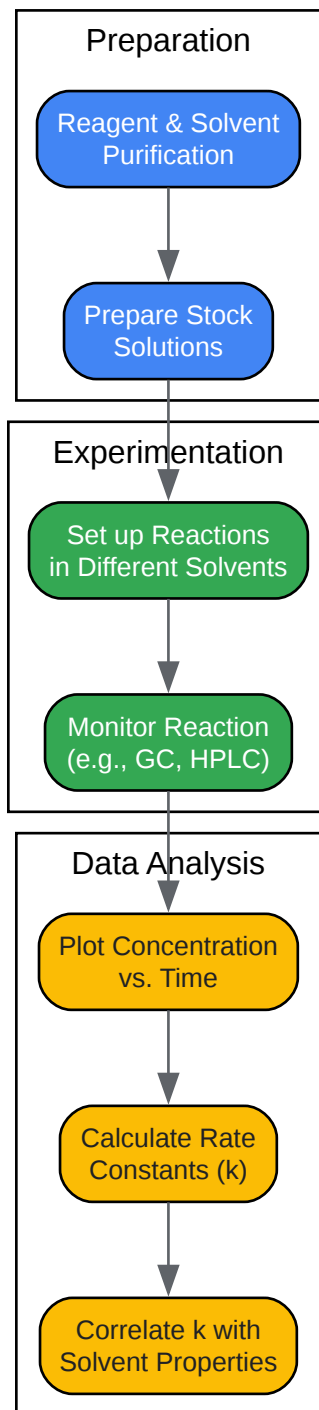 Preparation
Reagent & Solvent
Purification
Prepare Stock
Solutions
Experimentation
Set up Reactions
in Different Solvents
Monitor Reaction
(e.g., GC, HPLC)
Data Analysis
Plot Concentration
vs. Time
Calculate Rate
Constants (k)
Correlate k with
Solvent Properties